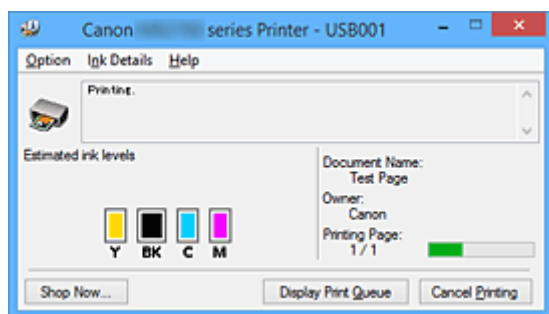 Canon series Printer - USB001
Option Ink Details Help
Printing.
Estimated ink levels
Y BK C M
Document Name:
Test Page
Owner:
Canon
Printing Page:
1 / 1
Shop Now... Display Print Queue Cancel Printing